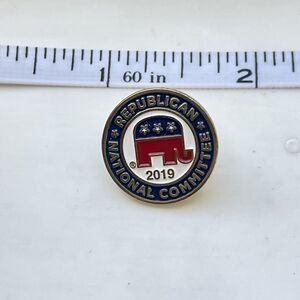 1 60 in 2
REPUBLICAN
NATIONAL COMMITTEE
® 2019